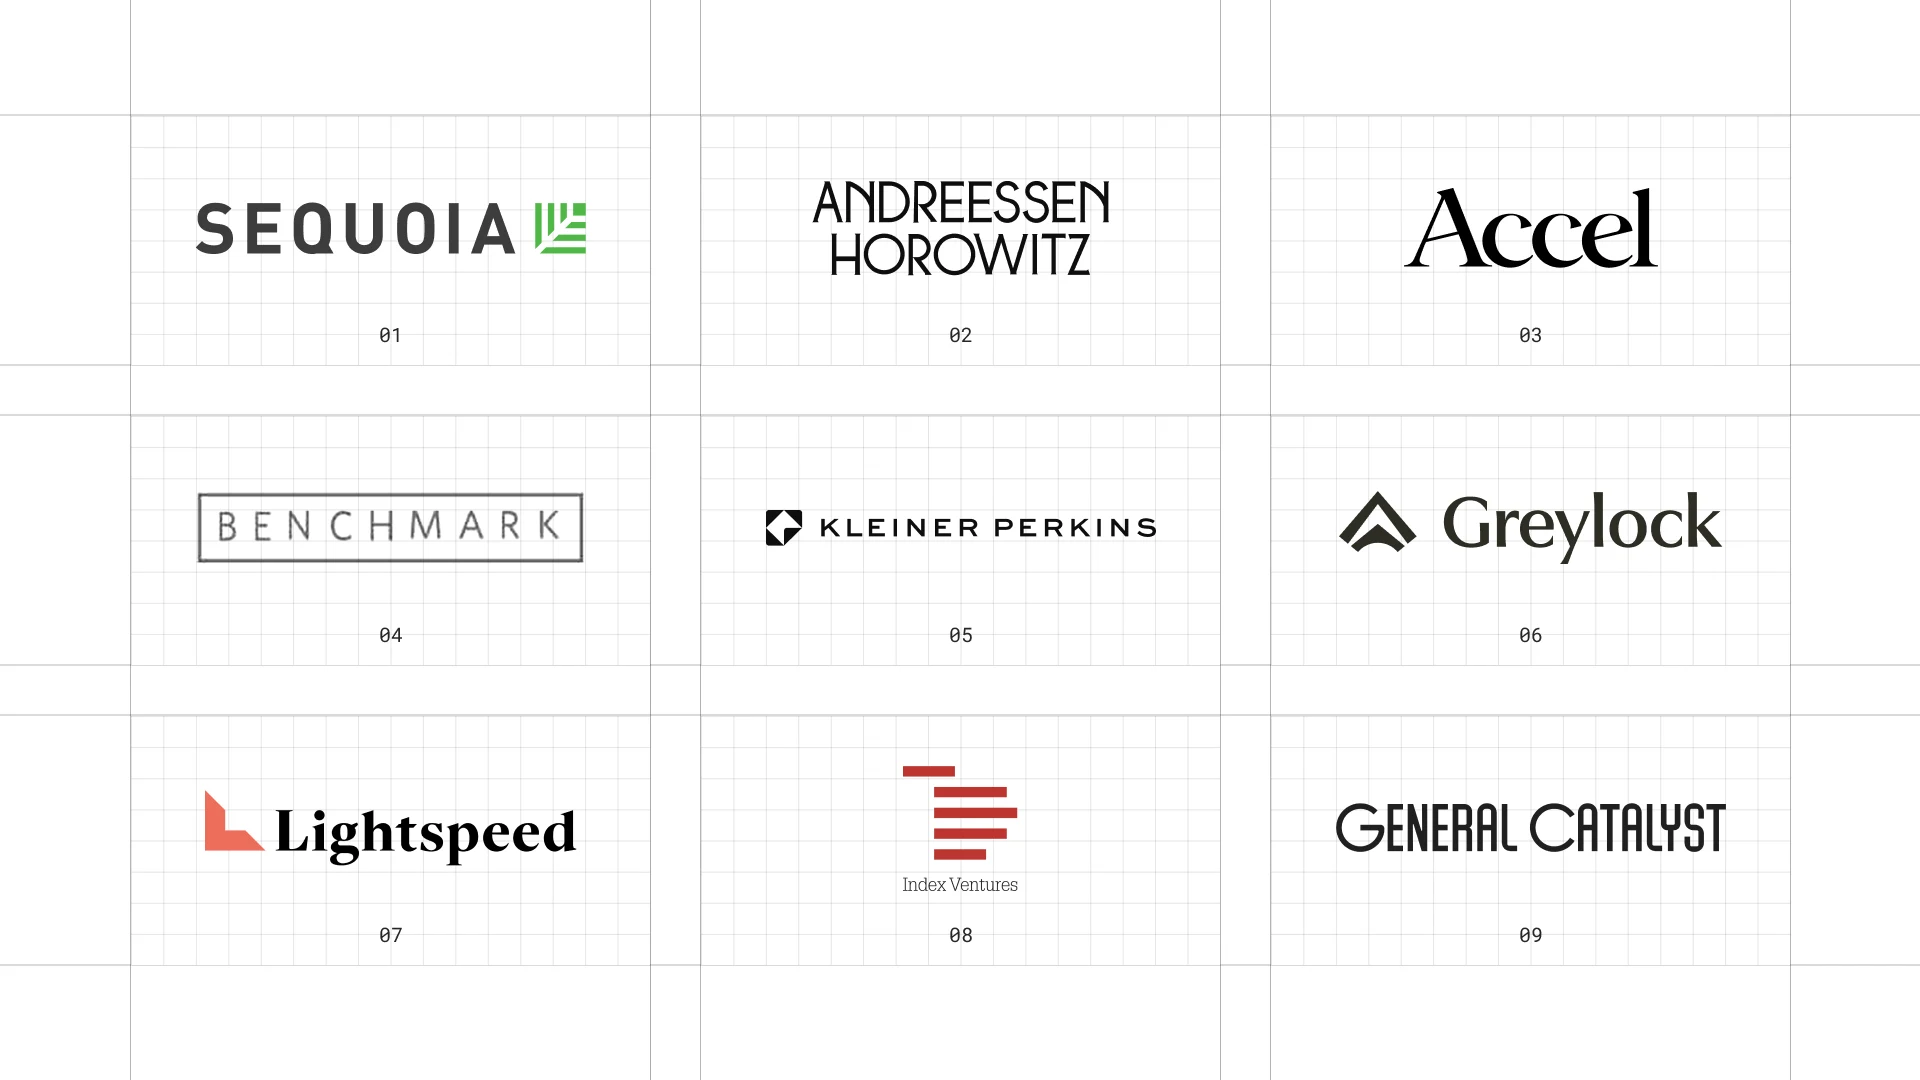 SEQUOIA
01
ANDREESSEN
HOROWITZ
02
Accel
03
BENCHMARK
04
KLEINER PERKINS
05
Greylock
06
Lightspeed
07
Index Ventures
08
GENERAL CATALYST
09